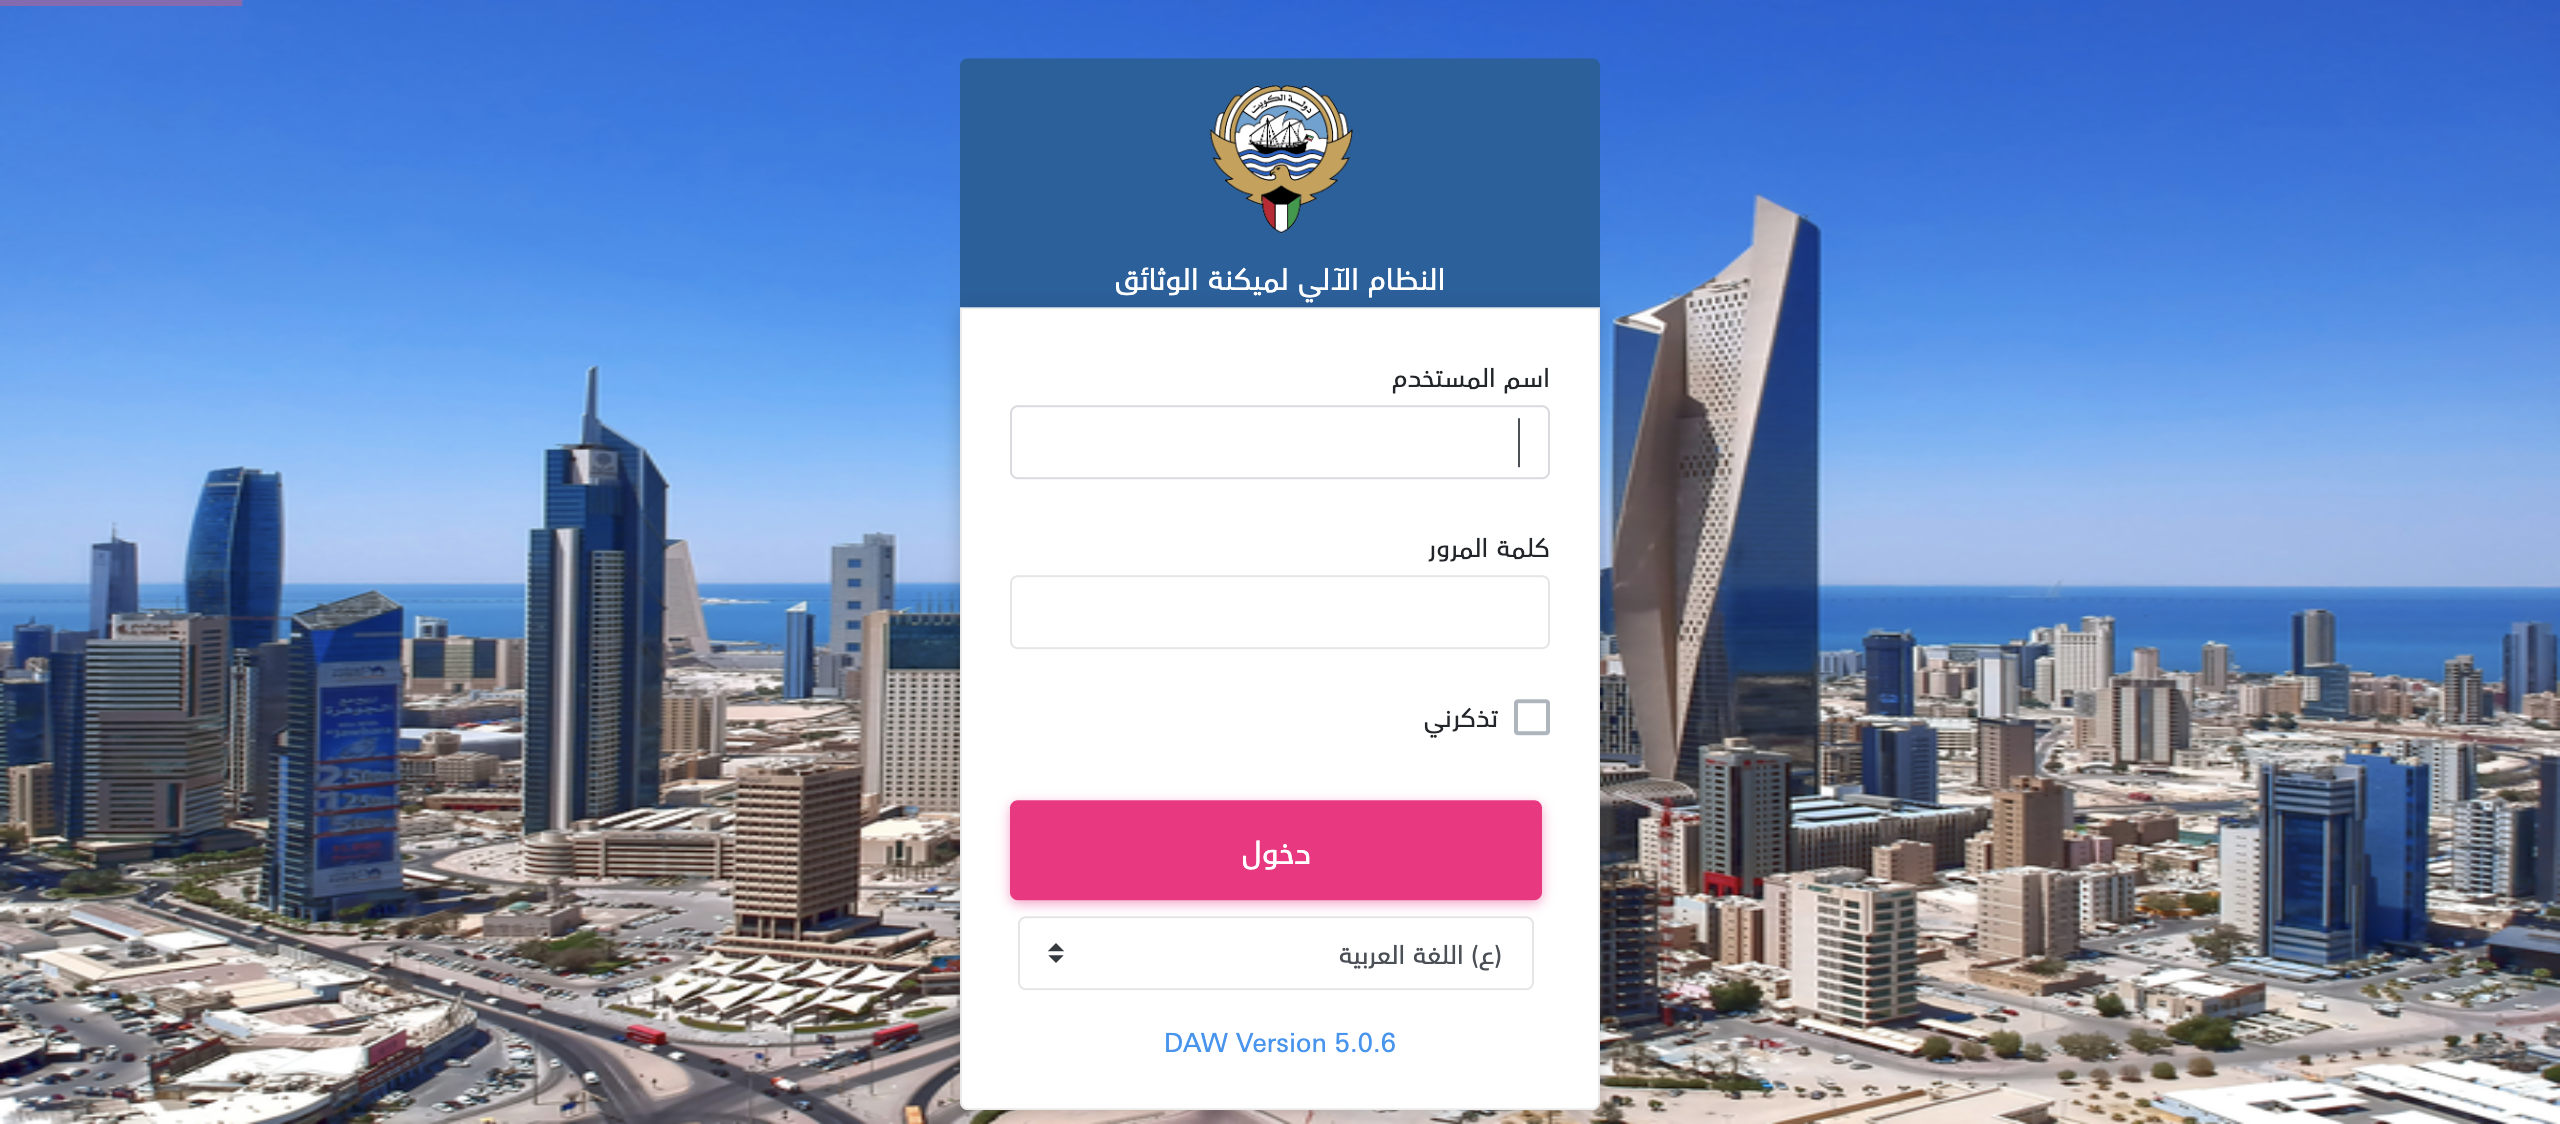 دولة الكويت
النظام الآلي لميكنة الوثائق
اسم المستخدم
كلمة المرور
تذكرني
دخول
(ع) اللغة العربية
DAW Version 5.0.6